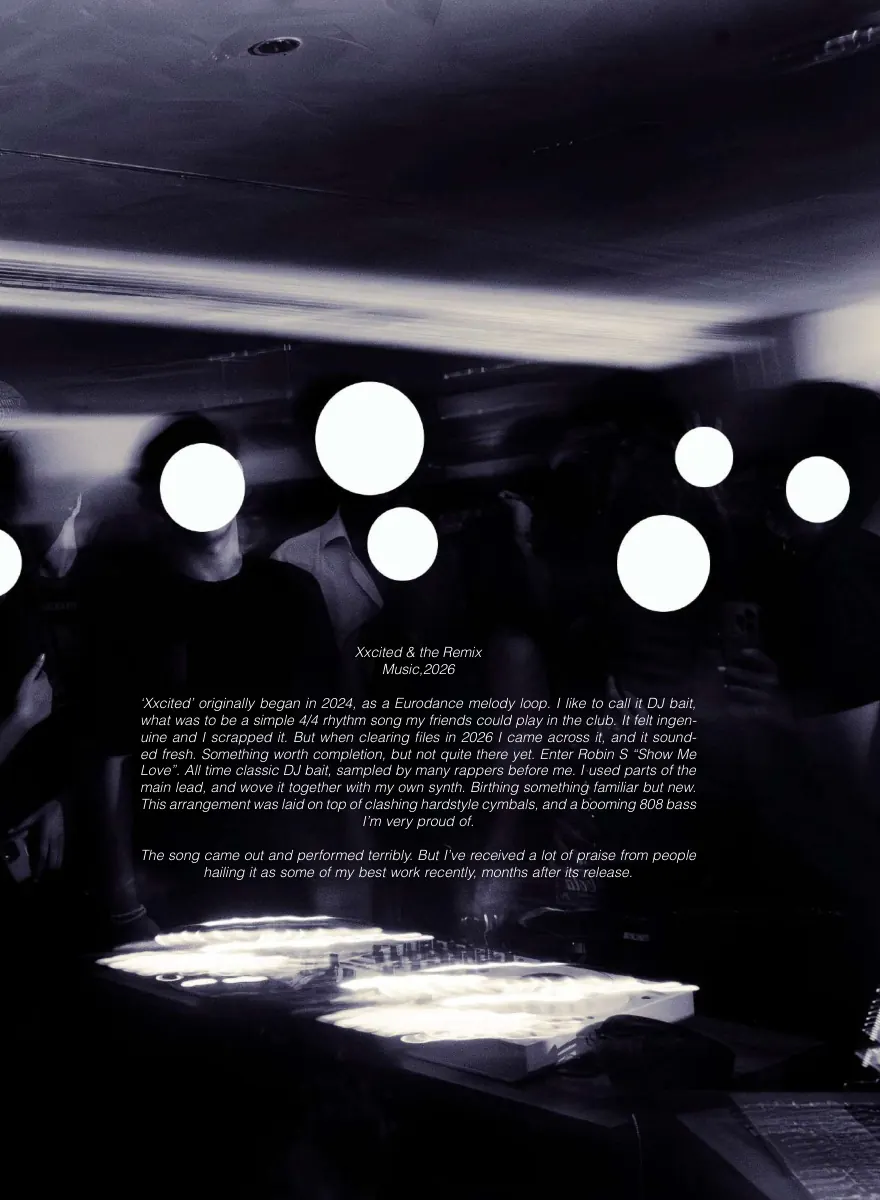 Xxcited & the Remix
Music,2026
‘Xxcited’ originally began in 2024, as a Eurodance melody loop. I like to call it DJ bait,
what was to be a simple 4/4 rhythm song my friends could play in the club. It felt ingen-
uine and I scrapped it. But when clearing files in 2026 I came across it, and it sound-
ed fresh. Something worth completion, but not quite there yet. Enter Robin S “Show Me
Love”. All time classic DJ bait, sampled by many rappers before me. I used parts of the
main lead, and wove it together with my own synth. Birthing something familiar but new.
This arrangement was laid on top of clashing hardstyle cymbals, and a booming 808 bass
I’m very proud of.
The song came out and performed terribly. But I’ve received a lot of praise from people
hailing it as some of my best work recently, months after its release.